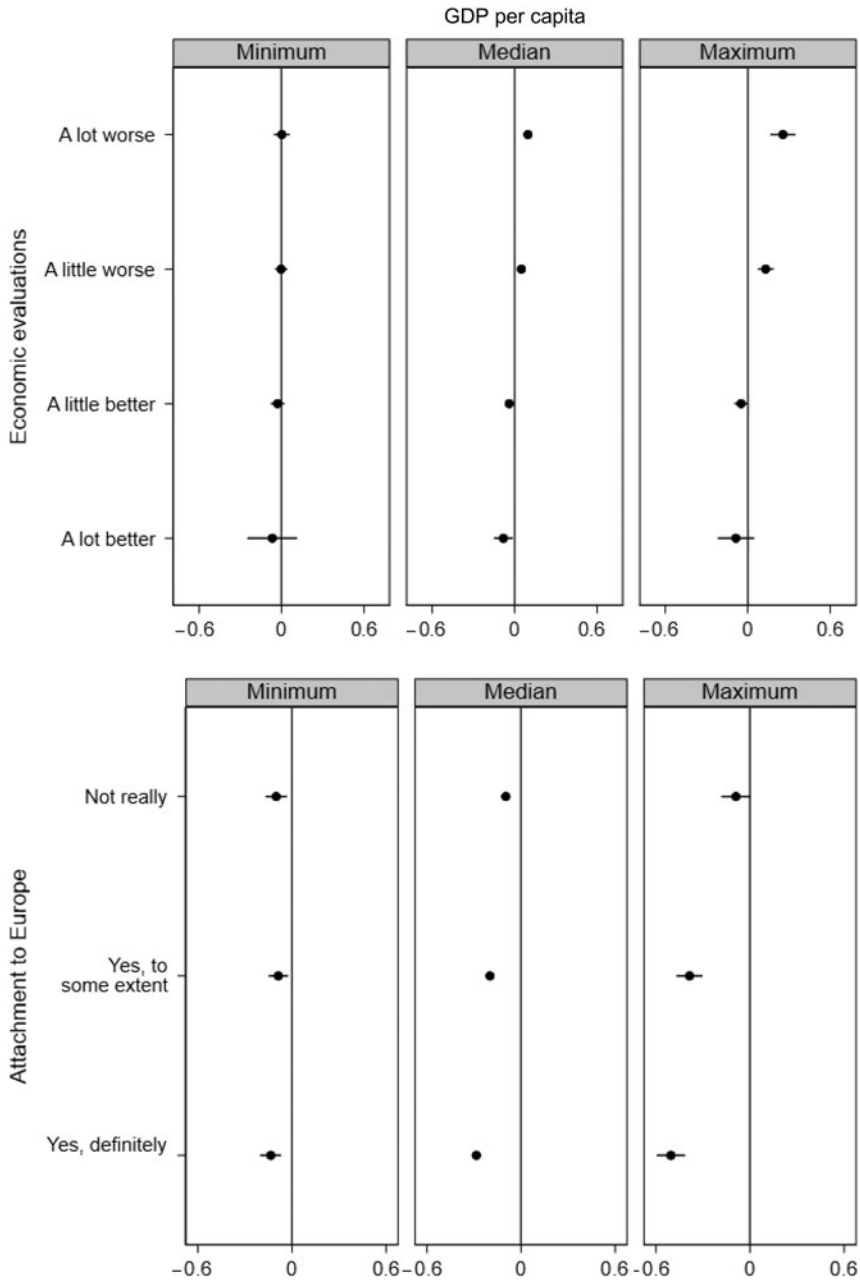 GDP per capita
Minimum Median Maximum
Economic evaluations
A lot worse
A little worse
A little better
A lot better
−0.6 0 0.6 −0.6 0 0.6 −0.6 0 0.6
Minimum Median Maximum
Attachment to Europe
Not really
Yes, to
some extent
Yes, definitely
−0.6 0 0.6 −0.6 0 0.6 −0.6 0 0.6